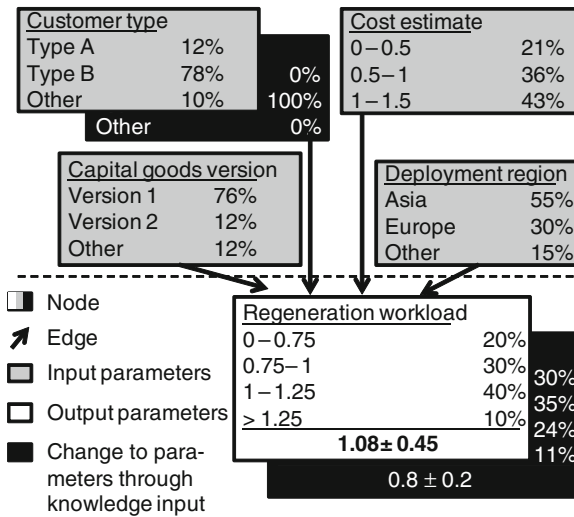 Customer type
Type A 12%
Type B 78% 0%
Other 10% 100%
Other 0%
Cost estimate
0–0.5 21%
0.5–1 36%
1–1.5 43%
Capital goods version
Version 1 76%
Version 2 12%
Other 12%
Deployment region
Asia 55%
Europe 30%
Other 15%
Node
Edge
Input parameters
Output parameters
Change to para-
meters through
knowledge input
Regeneration workload
0–0.75 20%
0.75–1 30%
1–1.25 40%
> 1.25 10%
1.08± 0.45
30%
35%
24%
11%
0.8 ± 0.2